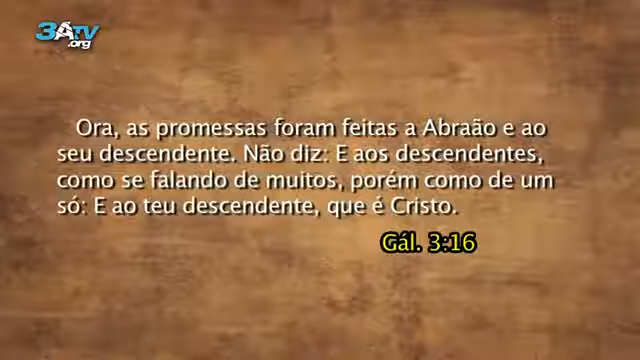 3ATV
.org
Ora, as promessas foram feitas a Abraão e ao
seu descendente. Não diz: E aos descendentes,
como se falando de muitos, porém como de um
só: E ao teu descendente, que é Cristo.
Gál. 3:16